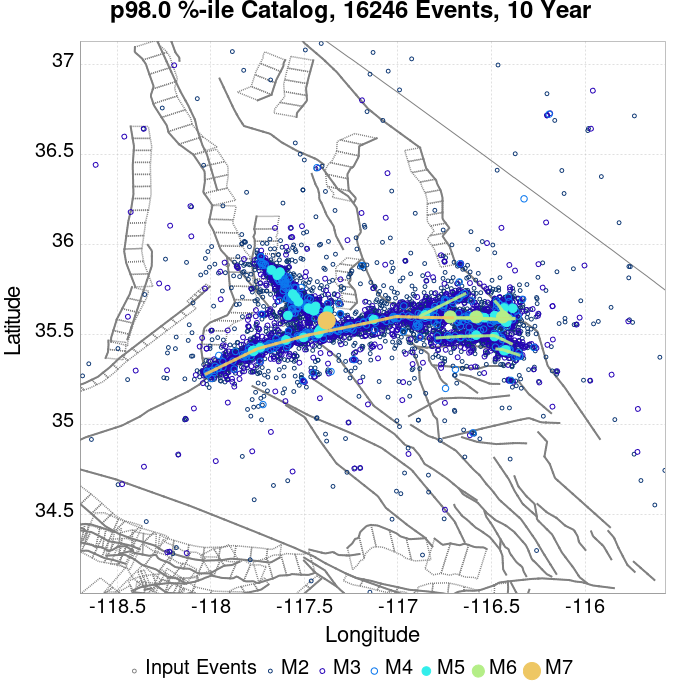 p98.0 %-ile Catalog, 16246 Events, 10 Year
37
36.5
36
35.5
35
34.5
Latitude
-118.5 -118 -117.5 -117 -116.5 -116
Longitude
Input Events M2 M3 M4 M5 M6 M7